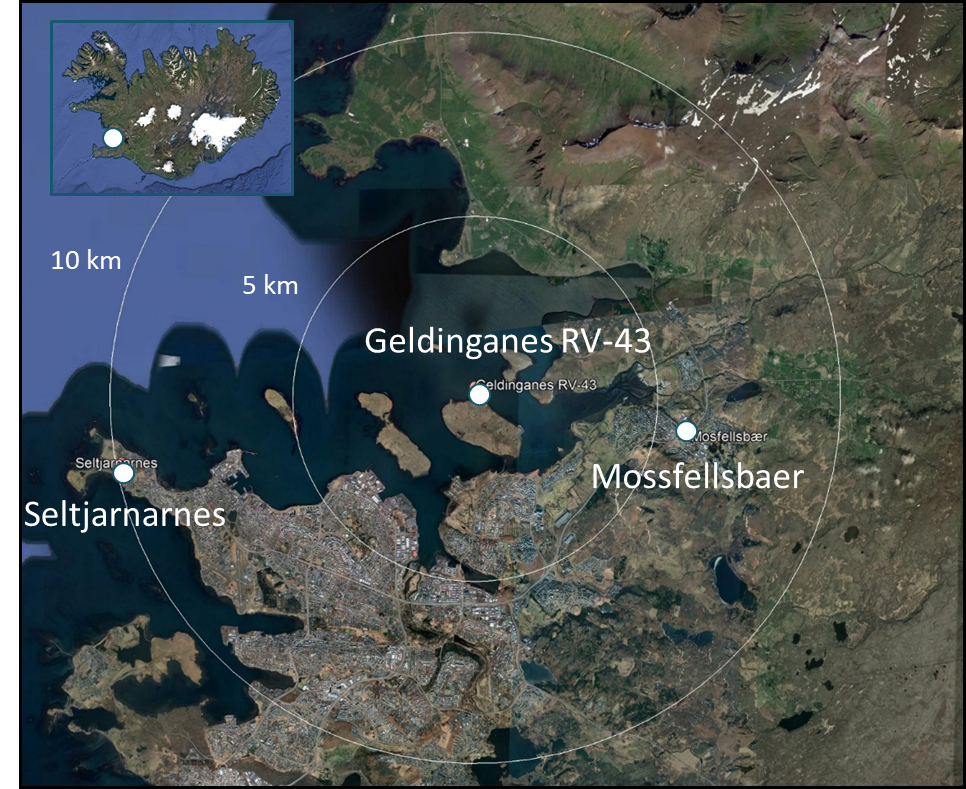 10 km
5 km
Geldinganes RV-43
Geldinganes RV-43
Mosfellsbær
Mossfellsbaer
Seltjarnarnes
Seltjarnarnes